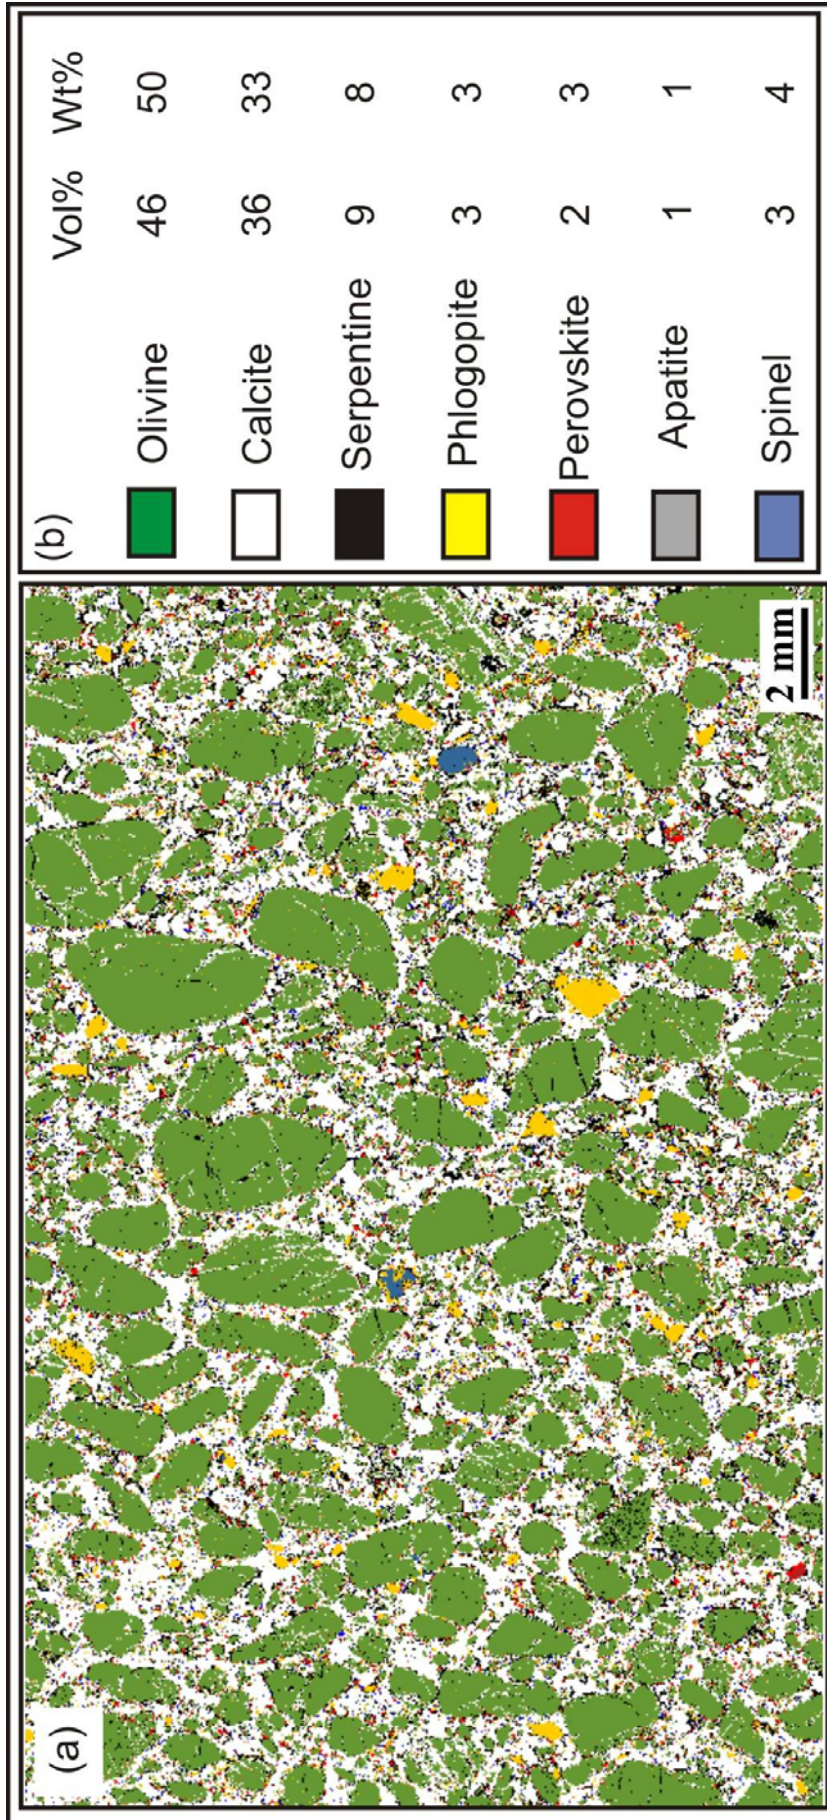 (a)
2 mm
(b)
Vol% Wt%
Olivine 46 50
Calcite 36 33
Serpentine 9 8
Phlogopite 3 3
Perovskite 2 3
Apatite 1 1
Spinel 3 4